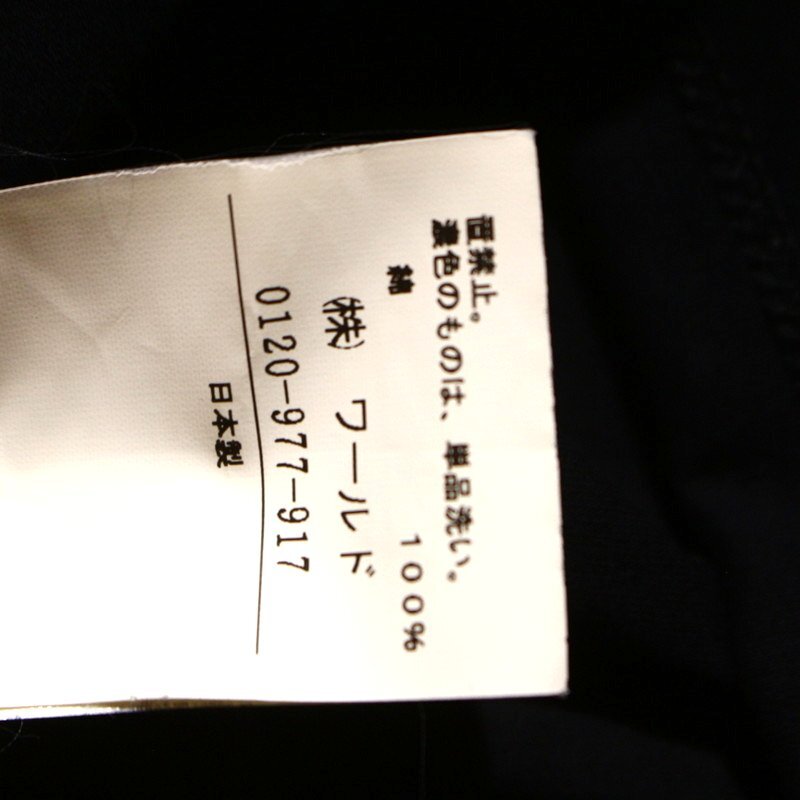 置禁止。
濃色のものは、単品洗い。
綿 100%
(株) ワールド
0120-977-917
日本製